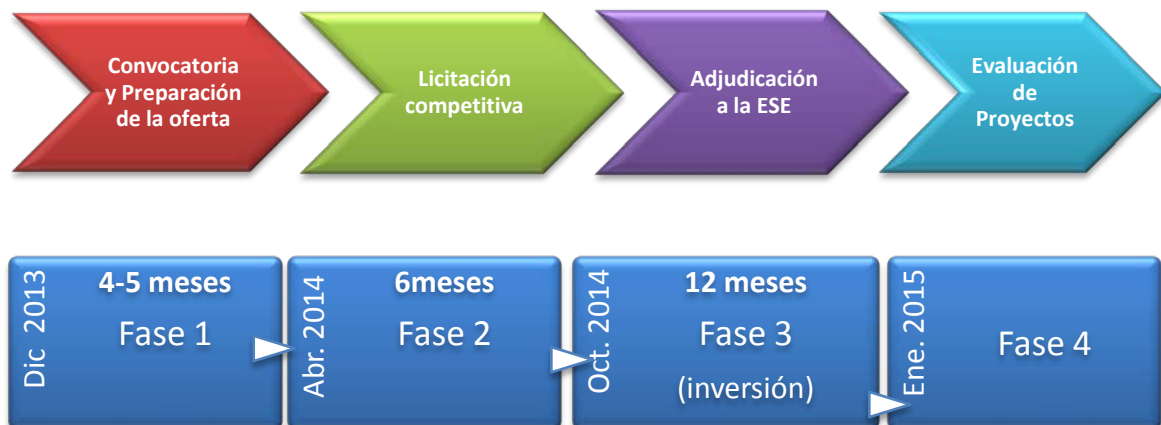 Convocatoria
y Preparación
de la oferta
Licitación
competitiva
Adjudicación
a la ESE
Evaluación
de
Proyectos
Dic 2013
4-5 meses
Fase 1
Abr. 2014
6meses
Fase 2
Oct. 2014
12 meses
Fase 3
(inversión)
Ene. 2015
Fase 4